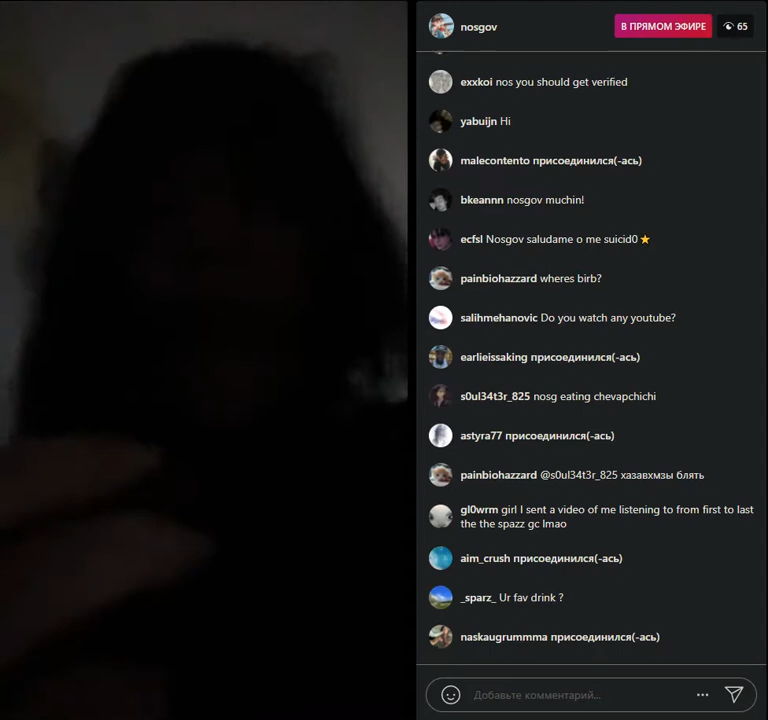 nosgov
В ПРЯМОМ ЭФИРЕ
65
exxkoi nos you should get verified
yabuijn Hi
malecontento присоединился(-ась)
bkeannn nosgov muchin!
ecfsl Nosgov saludame o me suicid0⭐
painbiohazzard wheres birb?
salihmehanovic Do you watch any youtube?
earlieissaking присоединился(-ась)
s0ul34t3r_825 nosg eating chevapchichi
astyra77 присоединился(-ась)
painbiohazzard @s0ul34t3r_825 хазавхмзы блять
gl0wrm girl I sent a video of me listening to from first to last
the the spazz gc lmao
aim_crush присоединился(-ась)
_sparz_ Ur fav drink ?
naskaugrummma присоединился(-ась)
Добавьте комментарий...